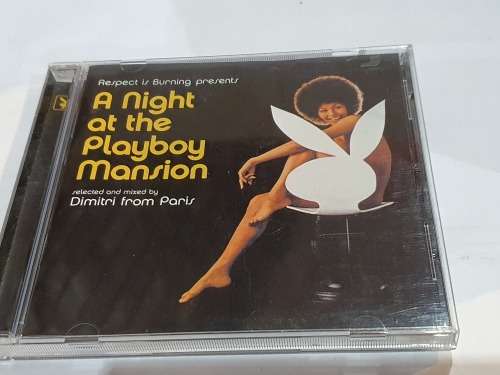 Respect is Burning presents
A Night
at the
Playboy
Mansion
selected and mixed by
Dimitri from Paris